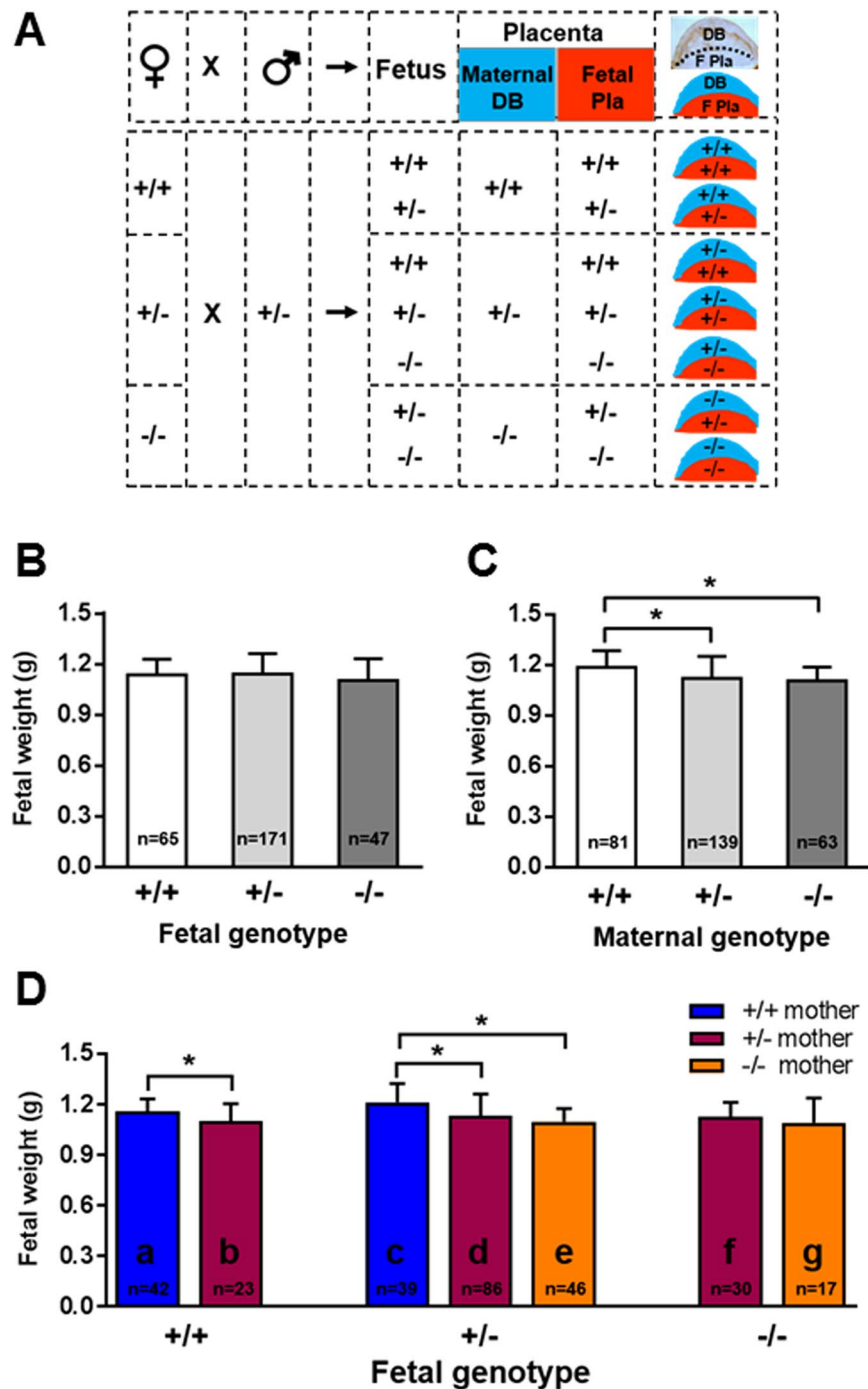 A
♀ X ♂ → Fetus
Placenta
Maternal DB
Fetal Pla
DB
F Pla
DB
F Pla
+/+
+/+
+/-
+/+
+/+
+/-
+/+
+/+
+/+
+/-
+/-
X
+/-
→
+/+
+/-
-/-
+/-
+/+
+/-
-/-
+/-
+/+
+/-
+/-
+/-
-/-
-/-
+/-
-/-
-/-
+/-
-/-
-/-
+/-
-/-
-/-
B
Fetal weight (g)
1.5
1.2
0.9
0.6
0.3
0.0
n=65
n=171
n=47
+/+
+/-
-/-
Fetal genotype
C
Fetal weight (g)
1.5
1.2
0.9
0.6
0.3
0.0
*
*
n=81
n=139
n=63
+/+
+/-
-/-
Maternal genotype
D
+/+ mother
+/- mother
-/- mother
Fetal weight (g)
1.5
1.2
0.9
0.6
0.3
0.0
*
*
*
a
b
c
d
e
f
g
n=42
n=23
n=39
n=86
n=46
n=30
n=17
+/+
+/-
-/-
Fetal genotype